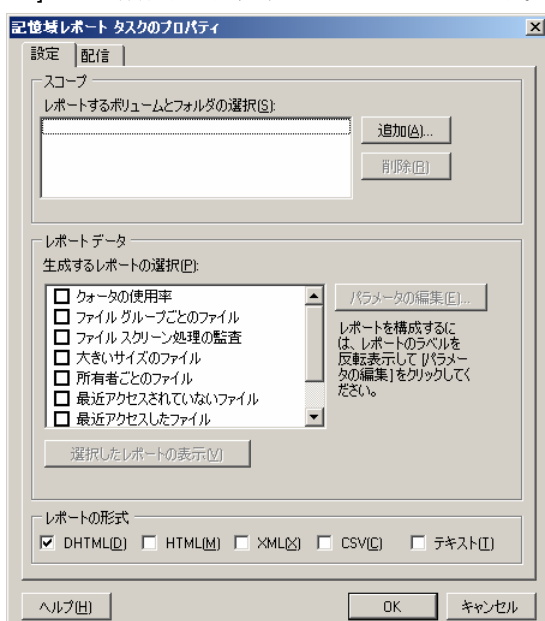 記憶域レポート タスクのプロパティ
設定
配信
スコープ
レポートするボリュームとフォルダの選択(S):
追加(A)...
削除(R)
レポート データ
生成するレポートの選択(P):
クォータの使用率
ファイル グループごとのファイル
ファイル スクリーン処理の監査
大きいサイズのファイル
所有者ごとのファイル
最近アクセスされていないファイル
最近アクセスしたファイル
パラメータの編集(E)...
レポートを構成するに
は、レポートのラベルを
反転表示して [パラメー
タの編集] をクリックしてく
ださい。
選択したレポートの表示(V)
レポートの形式
DHTML(D)
HTML(M)
XML(X)
CSV(C)
テキスト(T)
ヘルプ(H)
OK
キャンセル